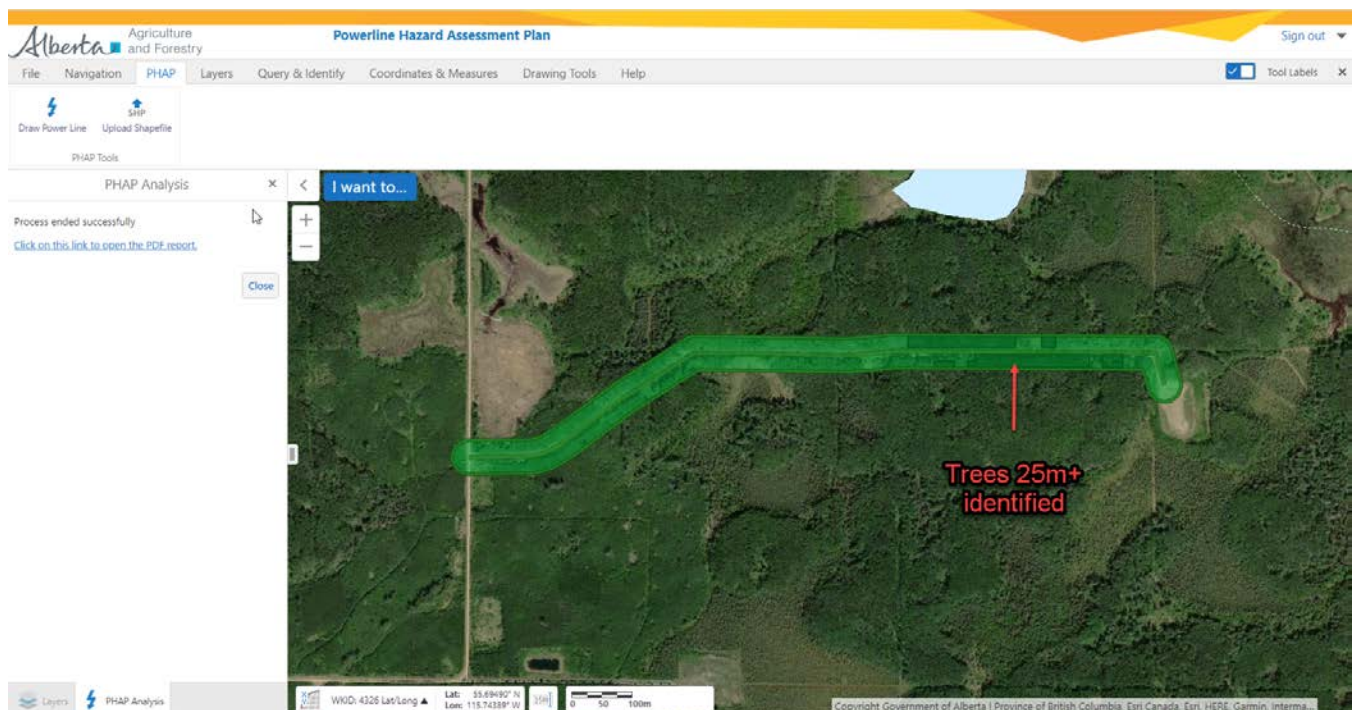 Alberta
Agriculture
and Forestry
Powerline Hazard Assessment Plan
Sign out
File Navigation PHAP Layers Query & Identify Coordinates & Measures Drawing Tools Help
Tool Labels
SHP
Draw Power Line Upload Shapefile
PHAP Tools
PHAP Analysis
I want to...
Process ended successfully
Click on this link to open the PDF report.
Close
Trees 25m+
identified
Layers PHAP Analysis
WKID: 4326 Lat/Long
Lat: 55.69490° N
Lon: 115.74389° W
0 50 100m
Copyright Government of Alberta | Province of British Columbia, Esri Canada, Esri, HERE, Garmin, Interma...